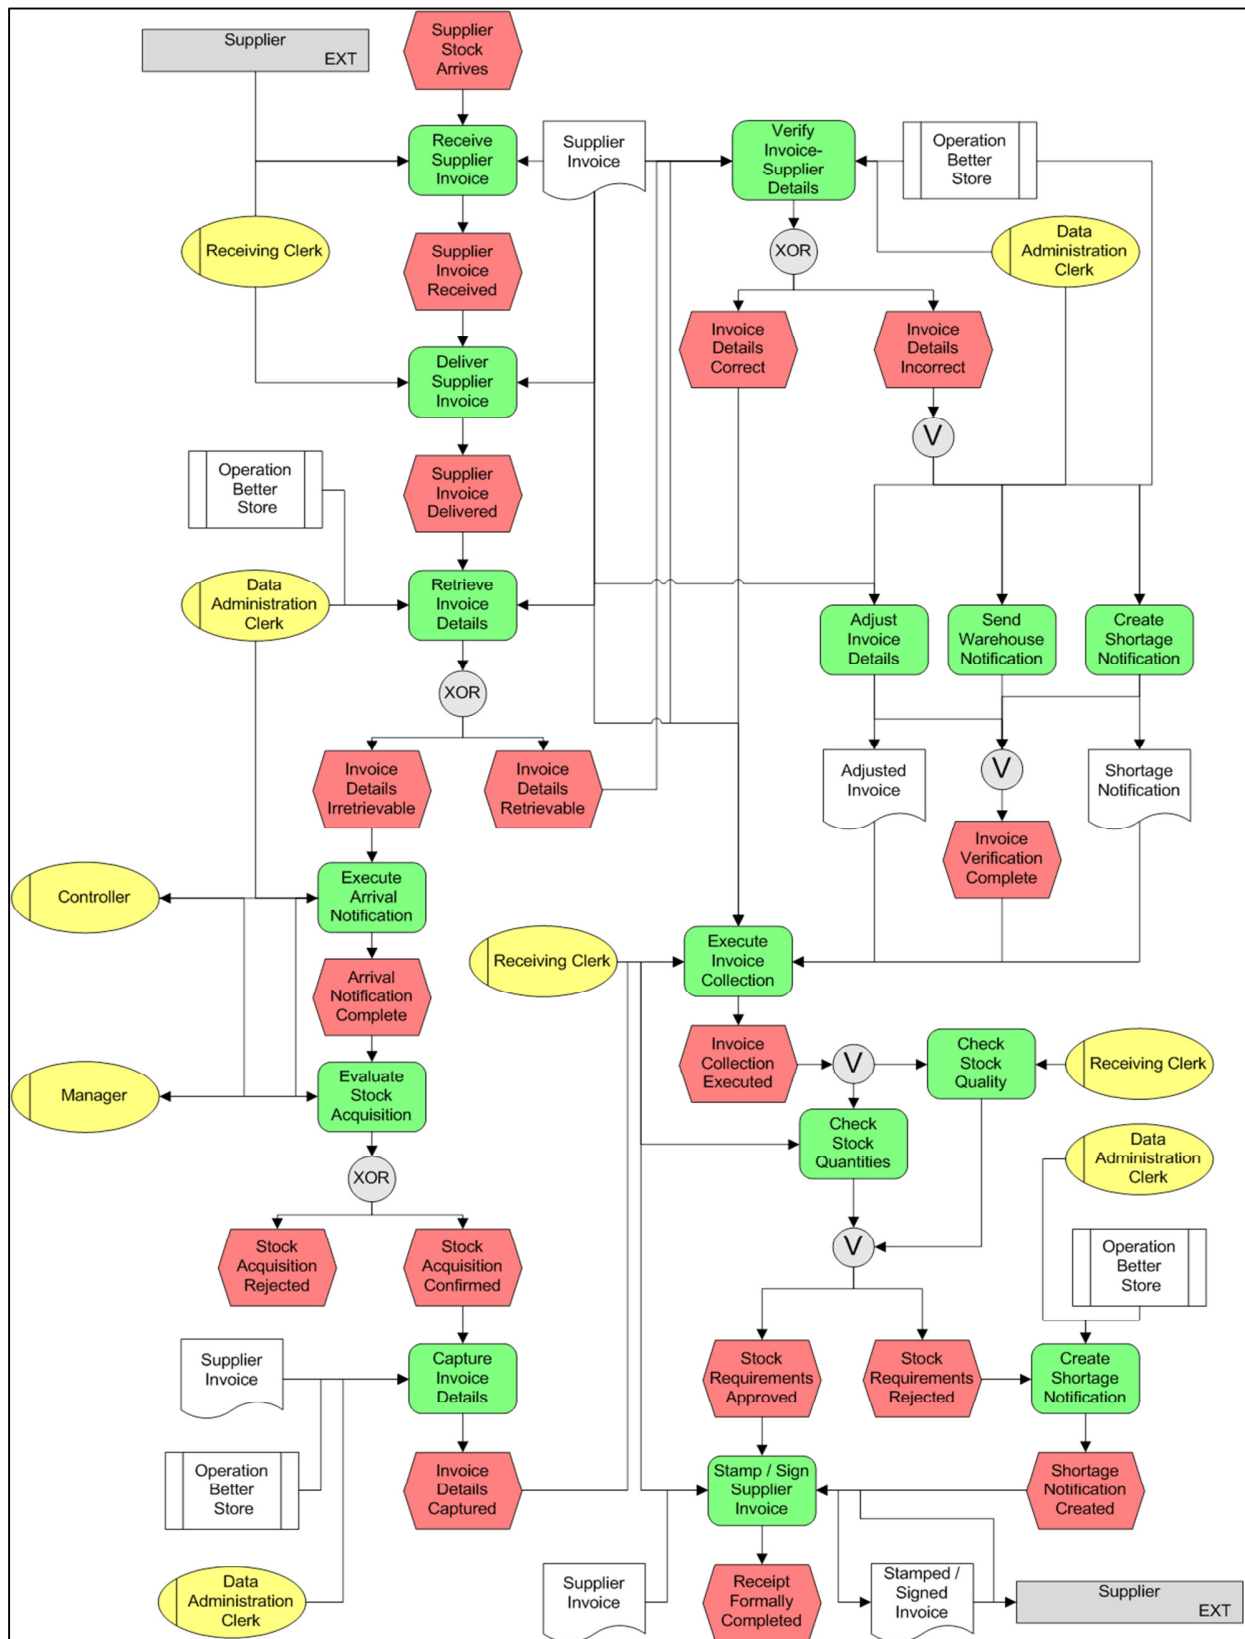 Supplier
EXT
Supplier
Stock
Arrives
Receive
Supplier
Invoice
Supplier
Invoice
Verify
Invoice-
Supplier
Details
Operation
Better
Store
Receiving Clerk
Supplier
Invoice
Received
XOR
Data
Administration
Clerk
Deliver
Supplier
Invoice
Invoice
Details
Correct
Invoice
Details
Incorrect
V
Operation
Better
Store
Supplier
Invoice
Delivered
Data
Administration
Clerk
Retrieve
Invoice
Details
Adjust
Invoice
Details
Send
Warehouse
Notification
Create
Shortage
Notification
XOR
Invoice
Details
Irretrievable
Invoice
Details
Retrievable
Adjusted
Invoice
V
Shortage
Notification
Invoice
Verification
Complete
Controller
Execute
Arrival
Notification
Receiving Clerk
Execute
Invoice
Collection
Arrival
Notification
Complete
Invoice
Collection
Executed
V
Check
Stock
Quality
Receiving Clerk
Manager
Evaluate
Stock
Acquisition
Check
Stock
Quantities
Data
Administration
Clerk
XOR
Stock
Acquisition
Rejected
Stock
Acquisition
Confirmed
V
Operation
Better
Store
Supplier
Invoice
Capture
Invoice
Details
Stock
Requirements
Approved
Stock
Requirements
Rejected
Create
Shortage
Notification
Operation
Better
Store
Invoice
Details
Captured
Stamp / Sign
Supplier
Invoice
Shortage
Notification
Created
Data
Administration
Clerk
Supplier
Invoice
Receipt
Formally
Completed
Stamped /
Signed
Invoice
Supplier
EXT